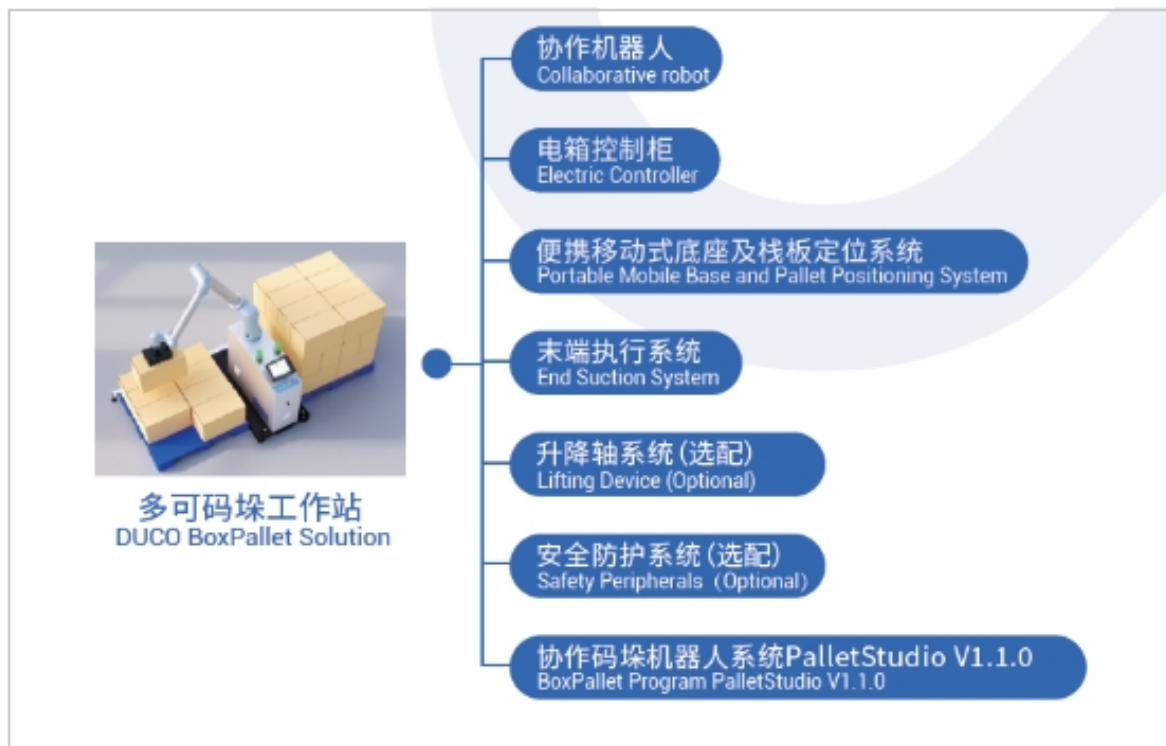 协作机器人
Collaborative robot
电箱控制柜
Electric Controller
便携移动式底座及栈板定位系统
Portable Mobile Base and Pallet Positioning System
末端执行系统
End Suction System
多可码垛工作站
DUCO BoxPallet Solution
升降轴系统(选配)
Lifting Device (Optional)
安全防护系统(选配)
Safety Peripherals（Optional）
协作码垛机器人系统PalletStudio V1.1.0
BoxPallet Program PalletStudio V1.1.0